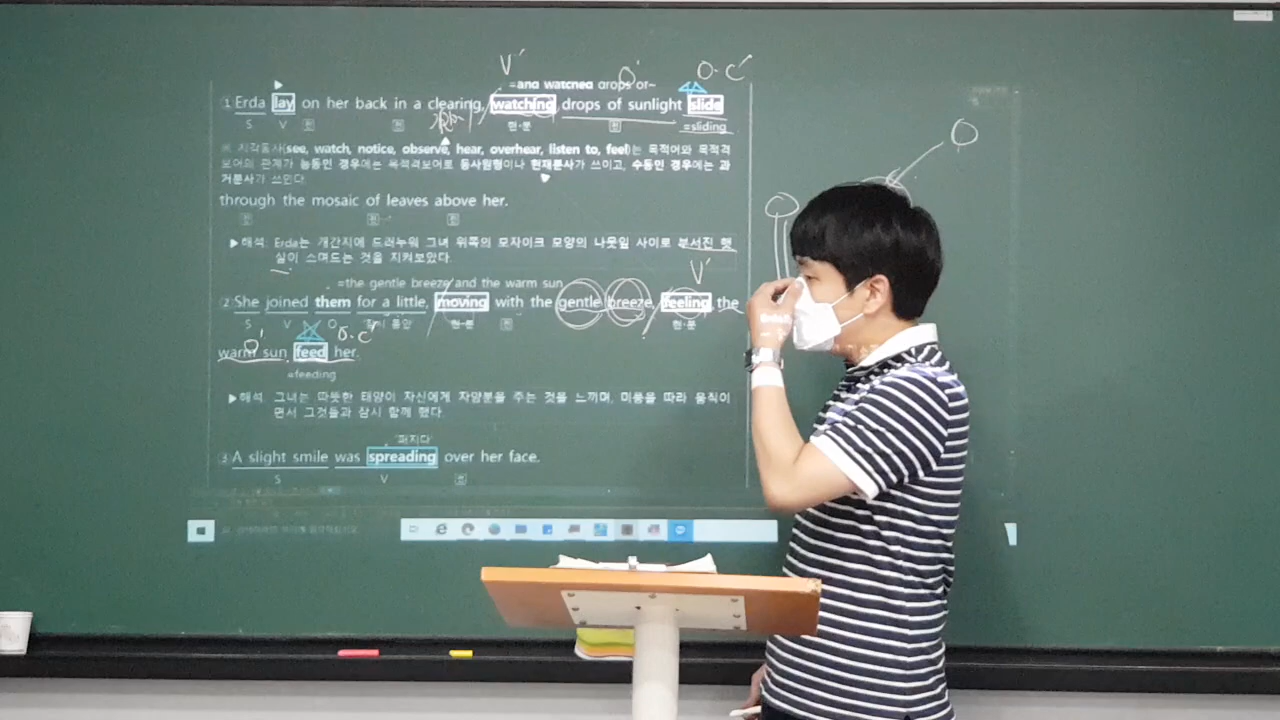 V′ O′ O·C′
=and watched drops of~
① Erda lay on her back in a clearing, watching drops of sunlight slide
S V 전 전 현·분 전 =sliding
※ 지각동사(see, watch, notice, observe, hear, overhear, listen to, feel)는 목적어와 목적격
보어의 관계가 능동인 경우에는 목적격보어로 동사원형이나 현재분사가 쓰이고, 수동인 경우에는 과
거분사가 쓰인다.
through the mosaic of leaves above her.
전 전 전
▶해석: Erda는 개간지에 드러누워 그녀 위쪽의 모자이크 모양의 나뭇잎 사이로 부서진 햇
살이 스며드는 것을 지켜보았다.
=the gentle breeze and the warm sun V′
② She joined them for a little, moving with the gentle breeze, feeling the
S V O 현·분 전 현·분
O′ O·C′
warm sun feed her.
=feeding
▶해석: 그녀는 따뜻한 태양이 자신에게 자양분을 주는 것을 느끼며, 미풍을 따라 움직이
면서 그것들과 잠시 함께 했다.
'퍼지다'
③ A slight smile was spreading over her face.
S V 전